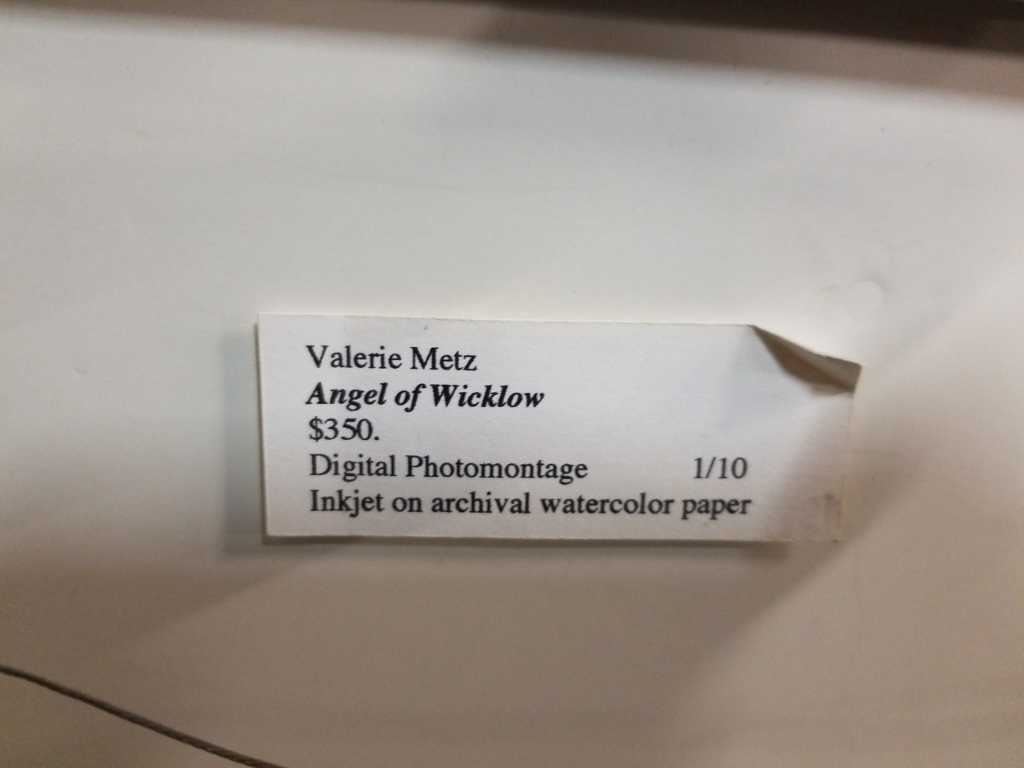 Valerie Metz
Angel of Wicklow
$350.
Digital Photomontage 1/10
Inkjet on archival watercolor paper